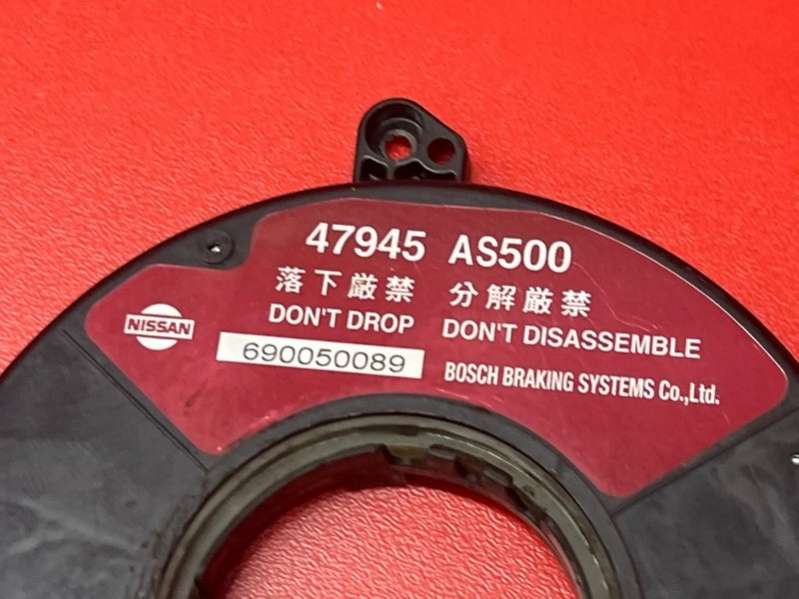 47945 AS500
落下厳禁 分解厳禁
DON'T DROP DON'T DISASSEMBLE
NISSAN
690050089
BOSCH BRAKING SYSTEMS Co.,Ltd.